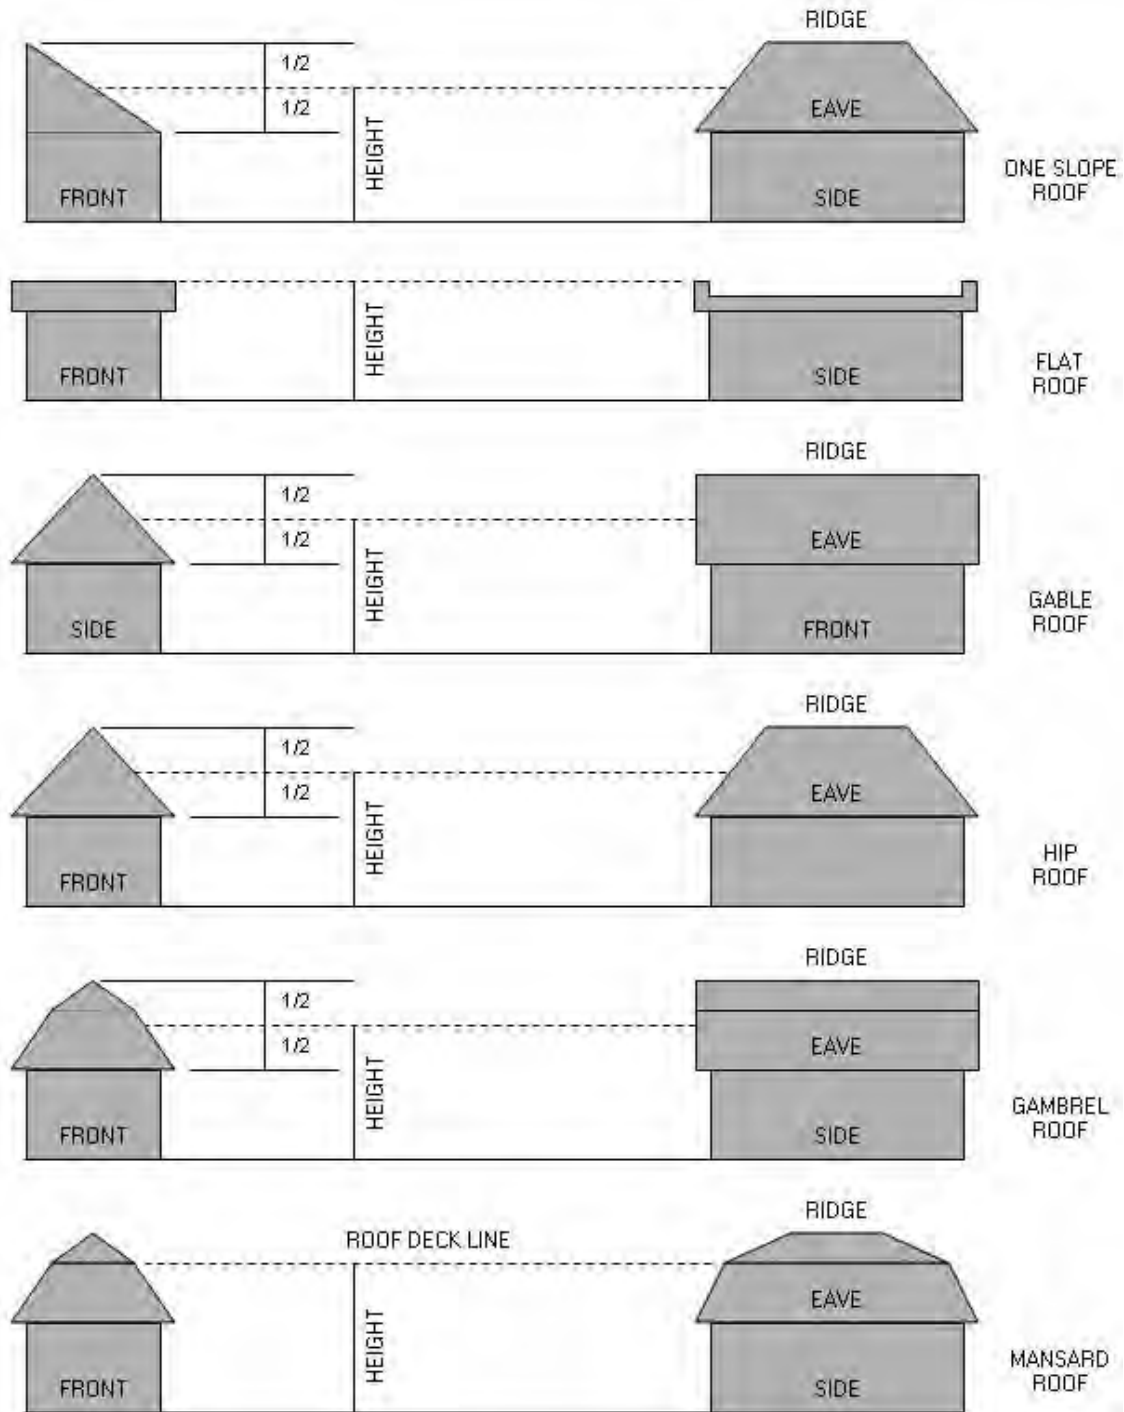 RIDGE
1/2
1/2
HEIGHT
EAVE
FRONT
SIDE
ONE SLOPE
ROOF
HEIGHT
FRONT
SIDE
FLAT
ROOF
RIDGE
1/2
1/2
HEIGHT
EAVE
SIDE
FRONT
GABLE
ROOF
RIDGE
1/2
1/2
HEIGHT
EAVE
FRONT
HIP
ROOF
RIDGE
1/2
1/2
HEIGHT
EAVE
FRONT
SIDE
GAMBREL
ROOF
RIDGE
ROOF DECK LINE
HEIGHT
EAVE
FRONT
SIDE
MANSARD
ROOF